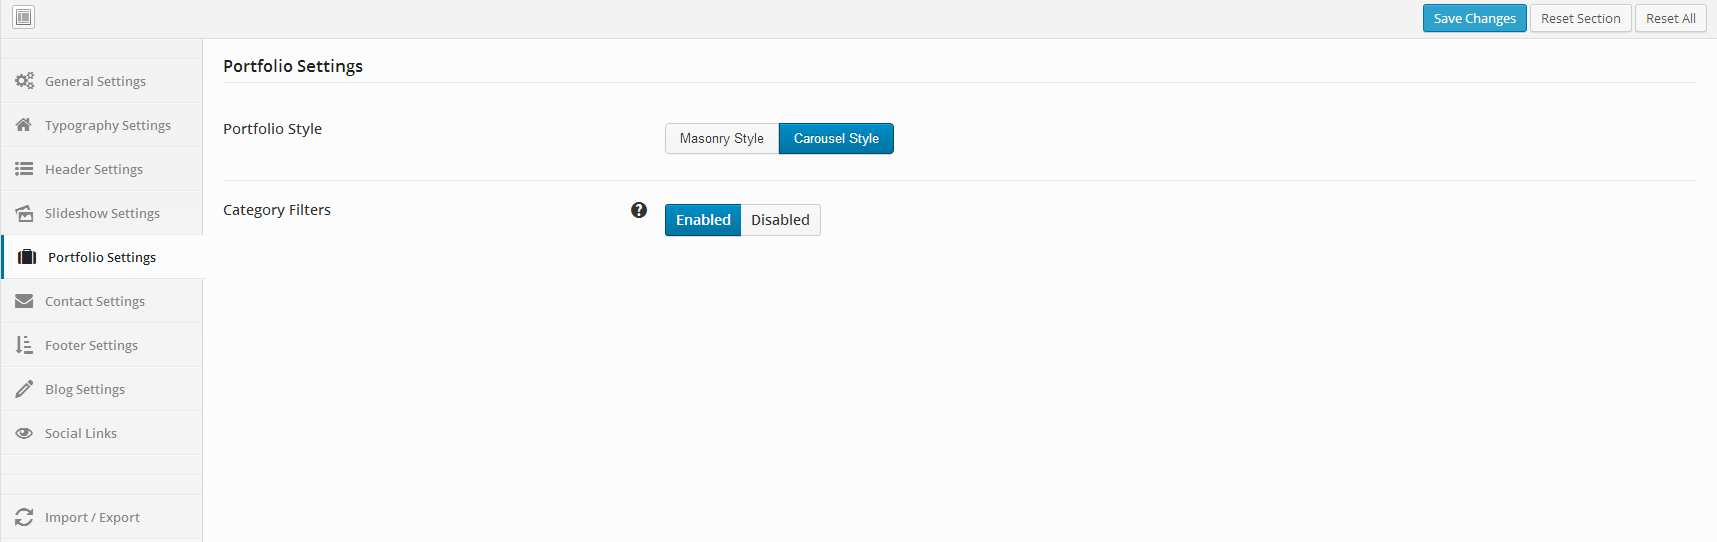 Save Changes Reset Section Reset All
General Settings
Typography Settings
Header Settings
Slideshow Settings
Portfolio Settings
Contact Settings
Footer Settings
Blog Settings
Social Links
Import / Export
Portfolio Settings
Portfolio Style Masonry Style Carousel Style
Category Filters ? Enabled Disabled